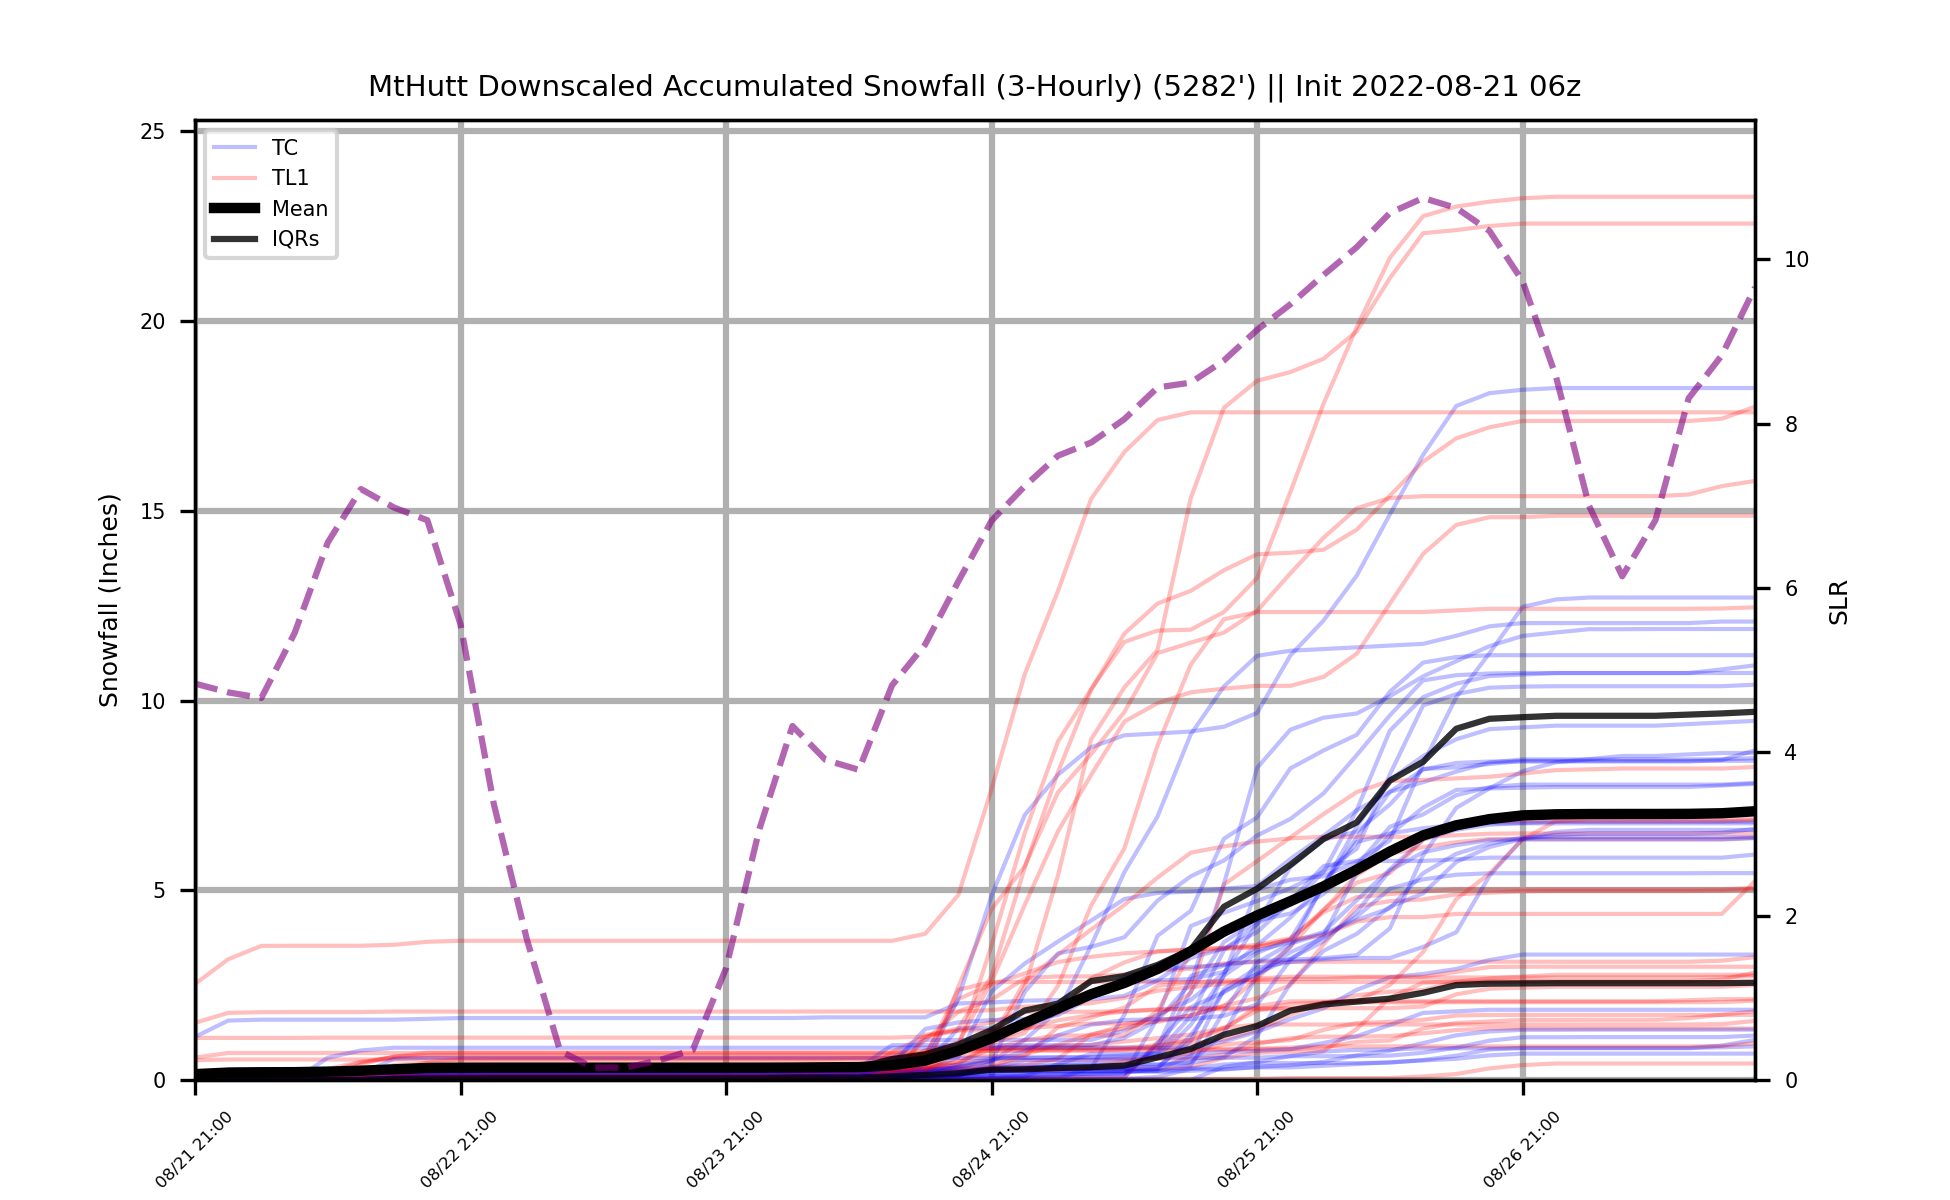 MtHutt Downscaled Accumulated Snowfall (3-Hourly) (5282') || Init 2022-08-21 06z
TC
TL1
Mean
IQRs
Snowfall (Inches)
25
20
15
10
5
0
10
8
6
4
2
0
SLR
08/21 21:00
08/22 21:00
08/23 21:00
08/24 21:00
08/25 21:00
08/26 21:00